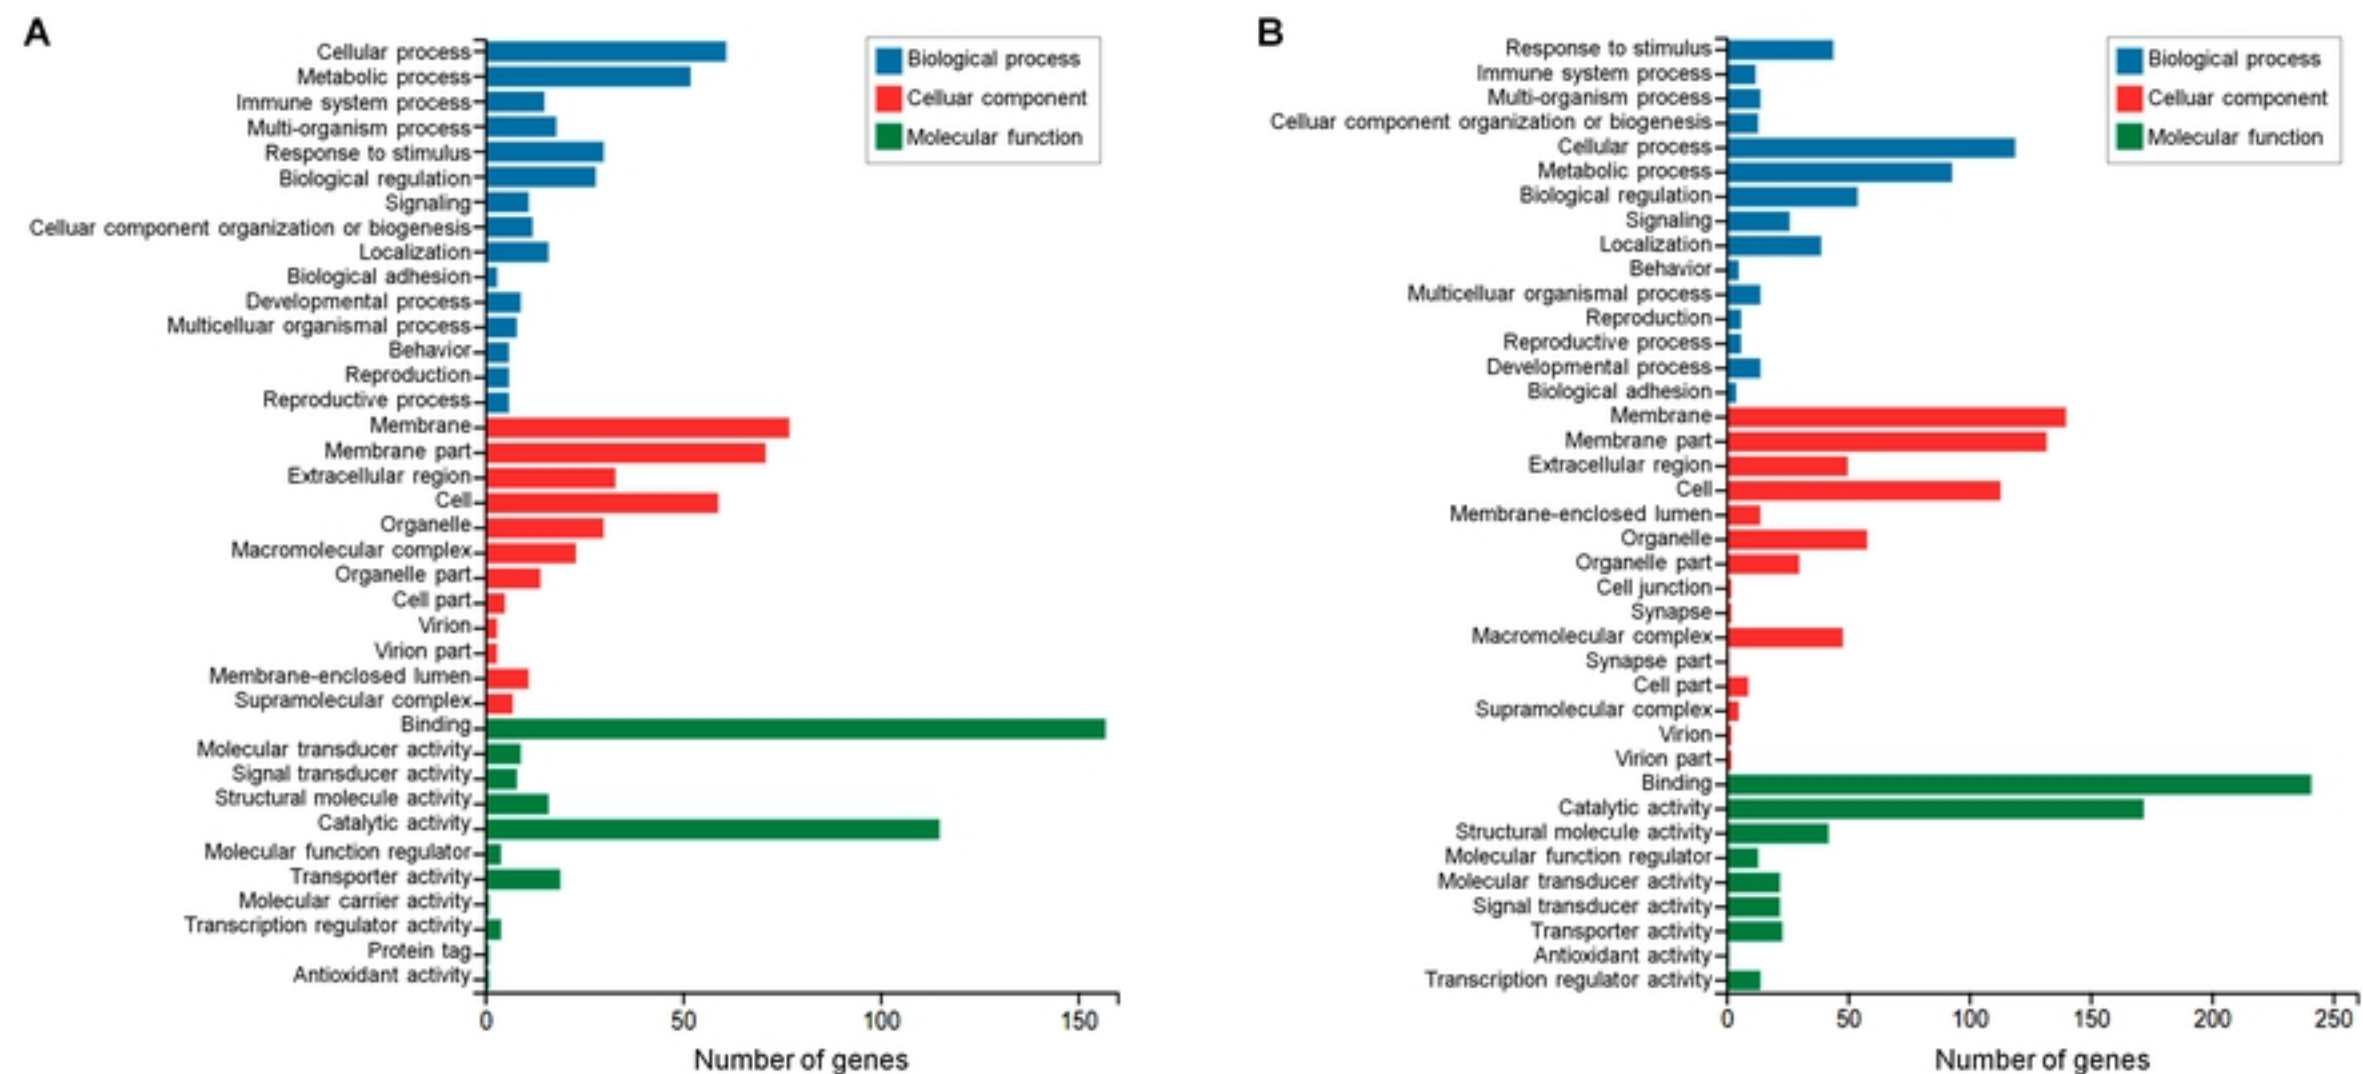 A
Cellular process
Metabolic process
Immune system process
Multi-organism process
Response to stimulus
Biological regulation
Signaling
Celluar component organization or biogenesis
Localization
Biological adhesion
Developmental process
Multicelluar organismal process
Behavior
Reproduction
Reproductive process
Membrane
Membrane part
Extracellular region
Cell
Organelle
Macromolecular complex
Organelle part
Cell part
Virion
Virion part
Membrane-enclosed lumen
Supramolecular complex
Binding
Molecular transducer activity
Signal transducer activity
Structural molecule activity
Catalytic activity
Molecular function regulator
Transporter activity
Molecular carrier activity
Transcription regulator activity
Protein tag
Antioxidant activity
0 50 100 150
Number of genes
Biological process
Celluar component
Molecular function
B
Response to stimulus
Immune system process
Multi-organism process
Celluar component organization or biogenesis
Cellular process
Metabolic process
Biological regulation
Signaling
Localization
Behavior
Multicelluar organismal process
Reproduction
Reproductive process
Developmental process
Biological adhesion
Membrane
Membrane part
Extracellular region
Cell
Membrane-enclosed lumen
Organelle
Organelle part
Cell junction
Synapse
Macromolecular complex
Synapse part
Cell part
Supramolecular complex
Virion
Virion part
Binding
Catalytic activity
Structural molecule activity
Molecular function regulator
Molecular transducer activity
Signal transducer activity
Transporter activity
Antioxidant activity
Transcription regulator activity
0 50 100 150 200 250
Number of genes
Biological process
Celluar component
Molecular function